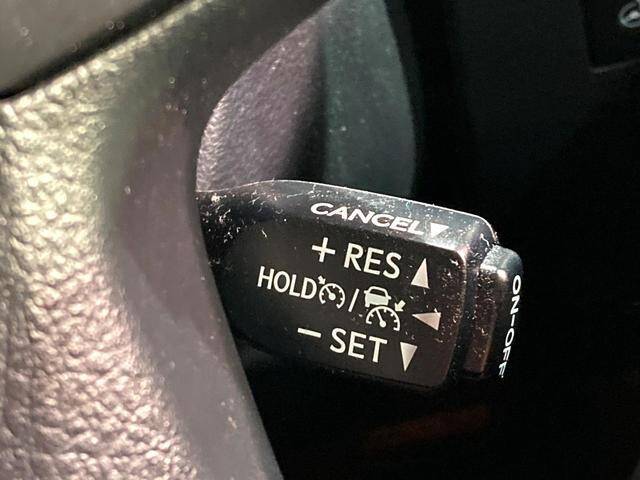 CANCEL▼
+ RES ▲
HOLD /
− SET ▼
ON-OFF